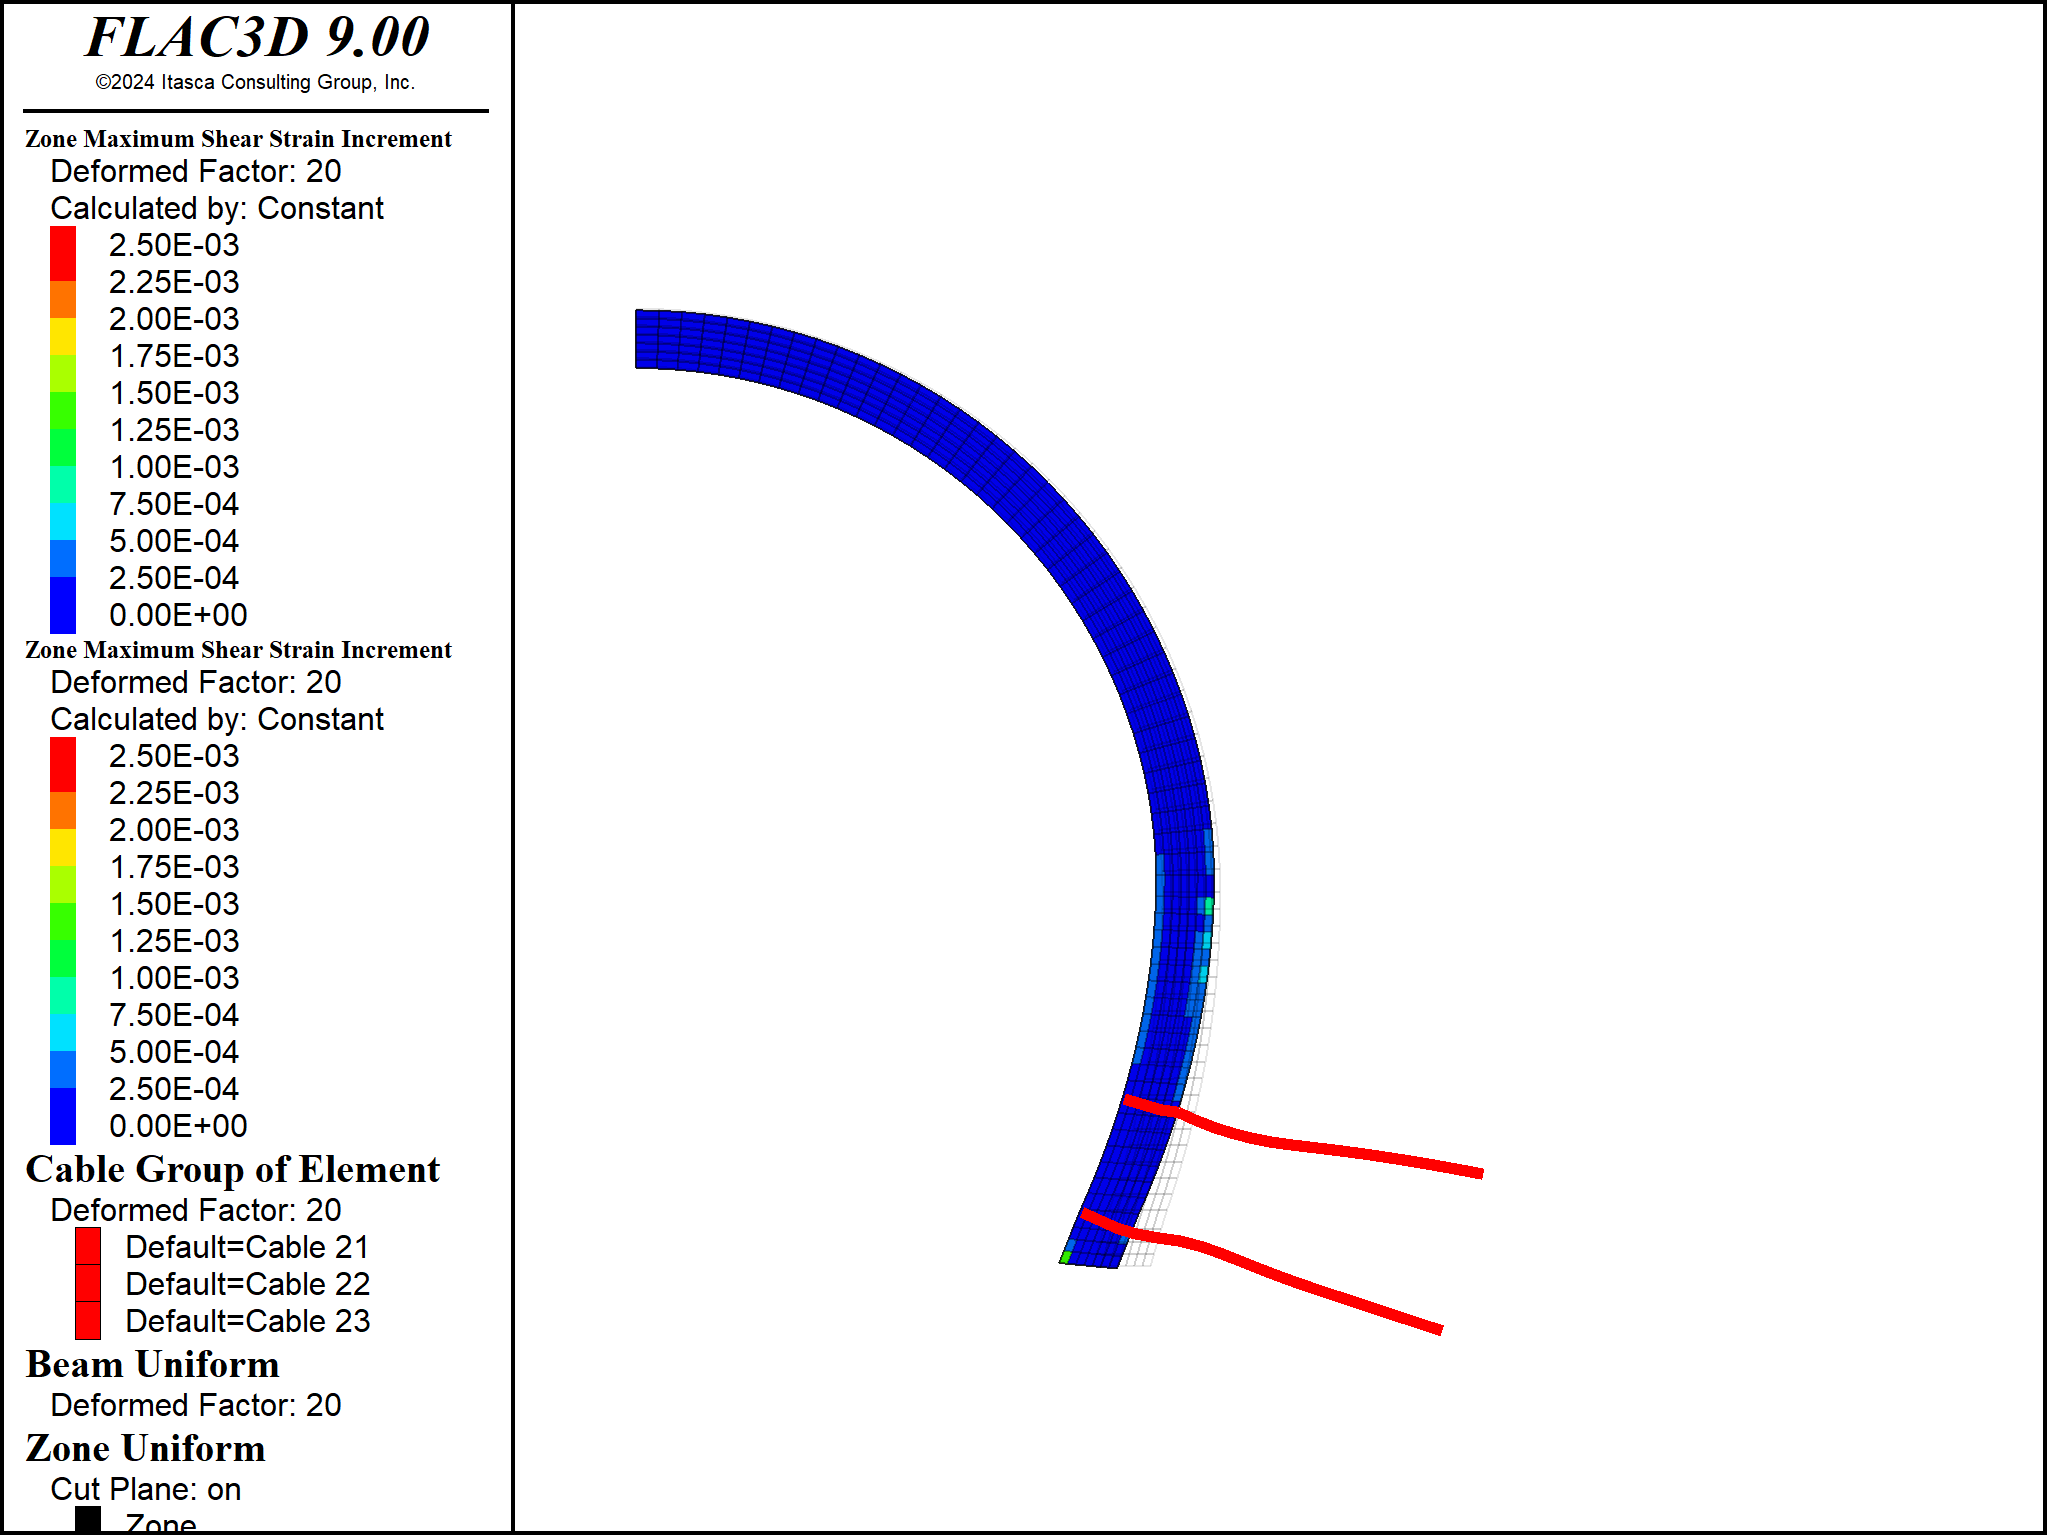 FLAC3D 9.00
©2024 Itasca Consulting Group, Inc.
Zone Maximum Shear Strain Increment
Deformed Factor: 20
Calculated by: Constant
2.50E-03
2.25E-03
2.00E-03
1.75E-03
1.50E-03
1.25E-03
1.00E-03
7.50E-04
5.00E-04
2.50E-04
0.00E+00
Zone Maximum Shear Strain Increment
Deformed Factor: 20
Calculated by: Constant
2.50E-03
2.25E-03
2.00E-03
1.75E-03
1.50E-03
1.25E-03
1.00E-03
7.50E-04
5.00E-04
2.50E-04
0.00E+00
Cable Group of Element
Deformed Factor: 20
Default=Cable 21
Default=Cable 22
Default=Cable 23
Beam Uniform
Deformed Factor: 20
Zone Uniform
Cut Plane: on
Zone